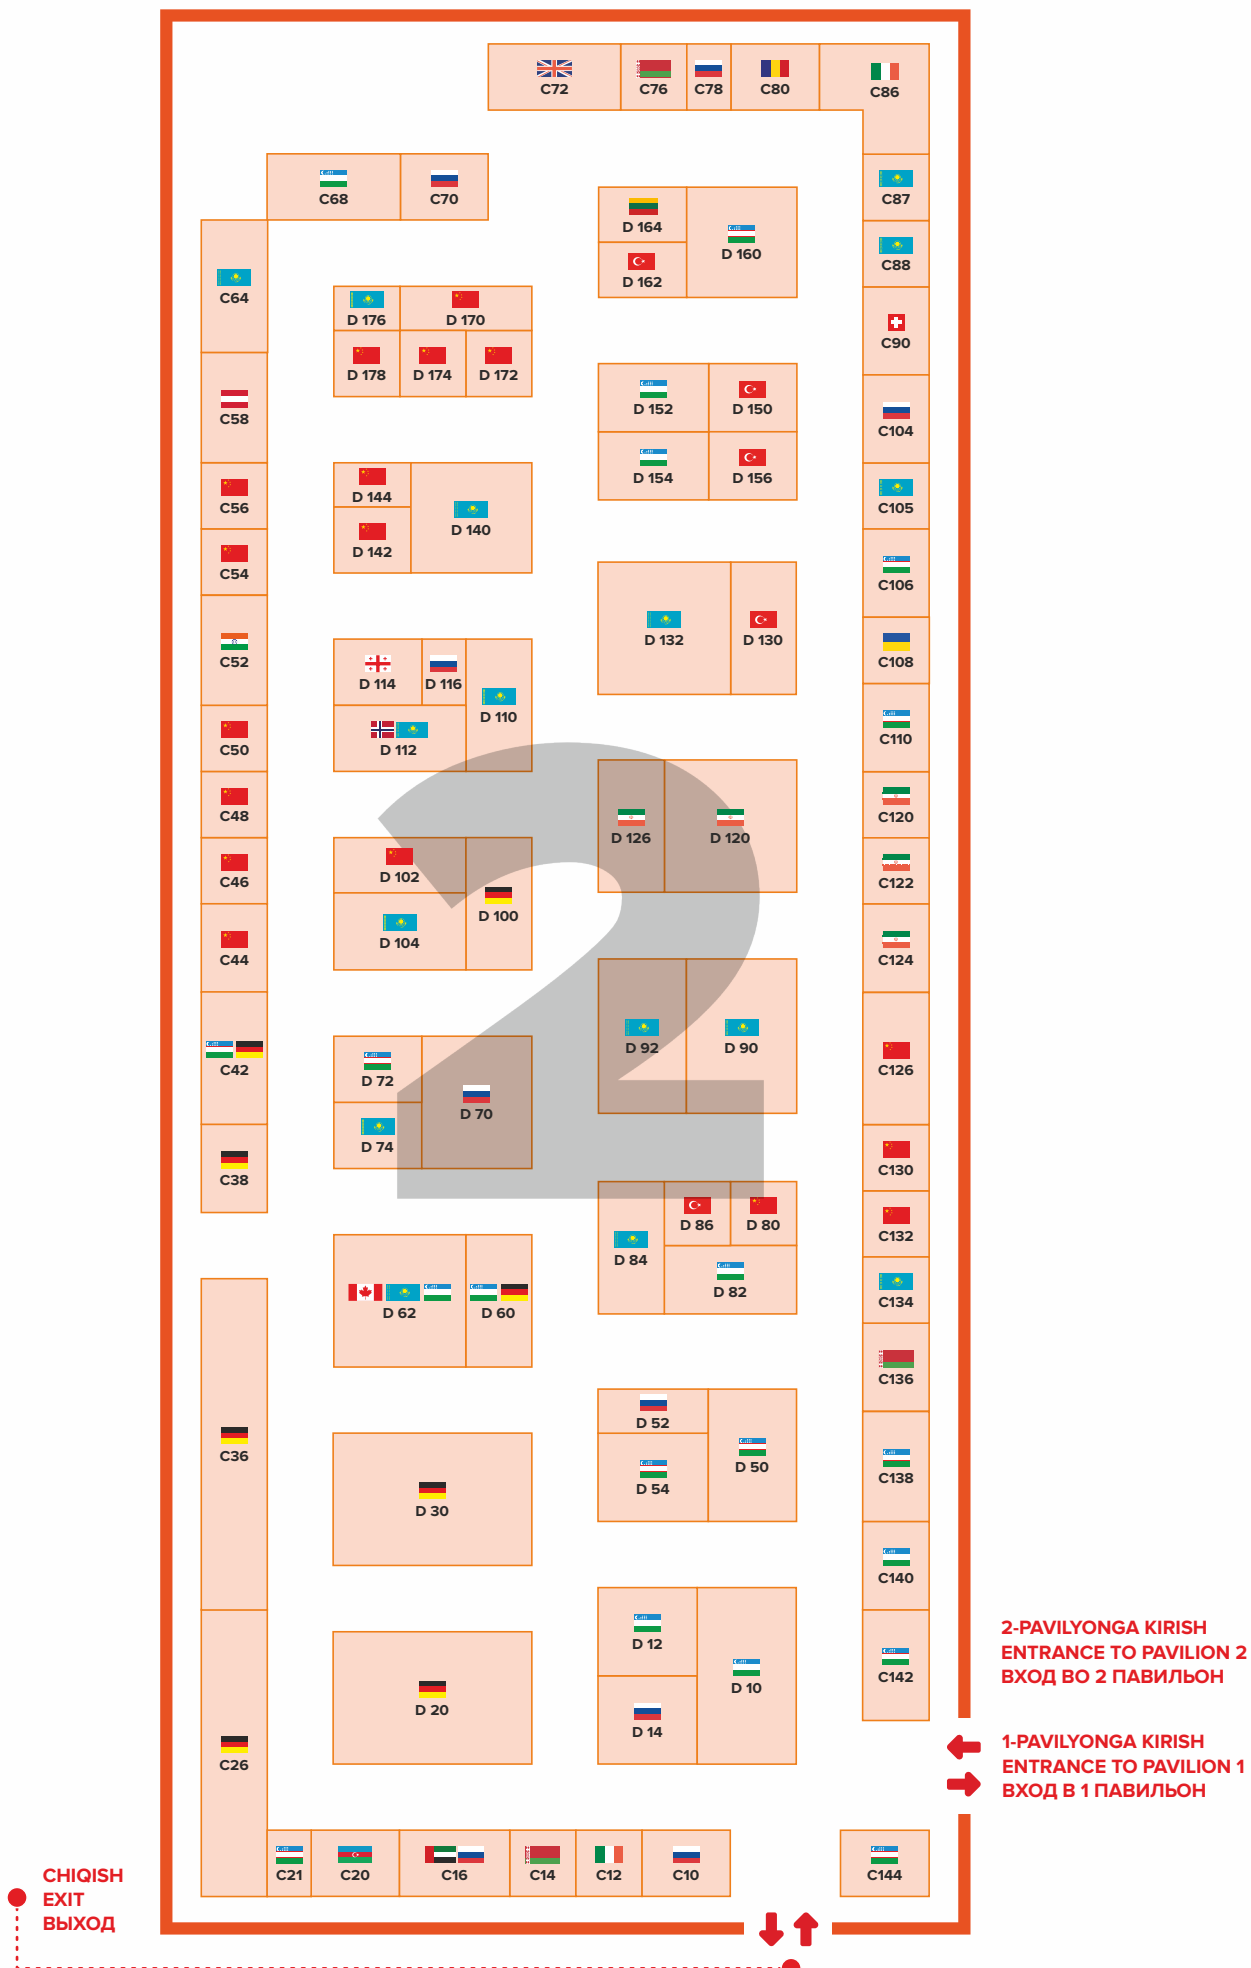 C72 C76 C78 C80 C86
C68 C70
C87
D 164 D 160
D 162
C88
C64
C90
D 176 D 170
D 178 D 174 D 172
D 152 D 150
C58
C104
D 154 D 156
C56
D 144
D 140
D 142
C105
C54
C106
D 132 D 130
C52
C108
D 114 D 116
D 110
D 112
C110
C50
C48
C120
D 126 D 120
C46
D 102
C122
D 100
D 104
C44
C124
D 92 D 90
C42
C126
D 72
D 70
D 74
C38
C130
D 86 D 80
C132
D 84
D 82
C134
D 62 D 60
C136
D 52
D 50
D 54
C36
C138
D 30
C140
D 12
D 10
D 14
C142
D 20
C26
2
2-PAVILYONGA KIRISH
ENTRANCE TO PAVILION 2
ВХОД ВО 2 ПАВИЛЬОН
1-PAVILYONGA KIRISH
ENTRANCE TO PAVILION 1
ВХОД В 1 ПАВИЛЬОН
C21 C20 C16 C14 C12 C10 C144
CHIQISH
EXIT
ВЫХОД